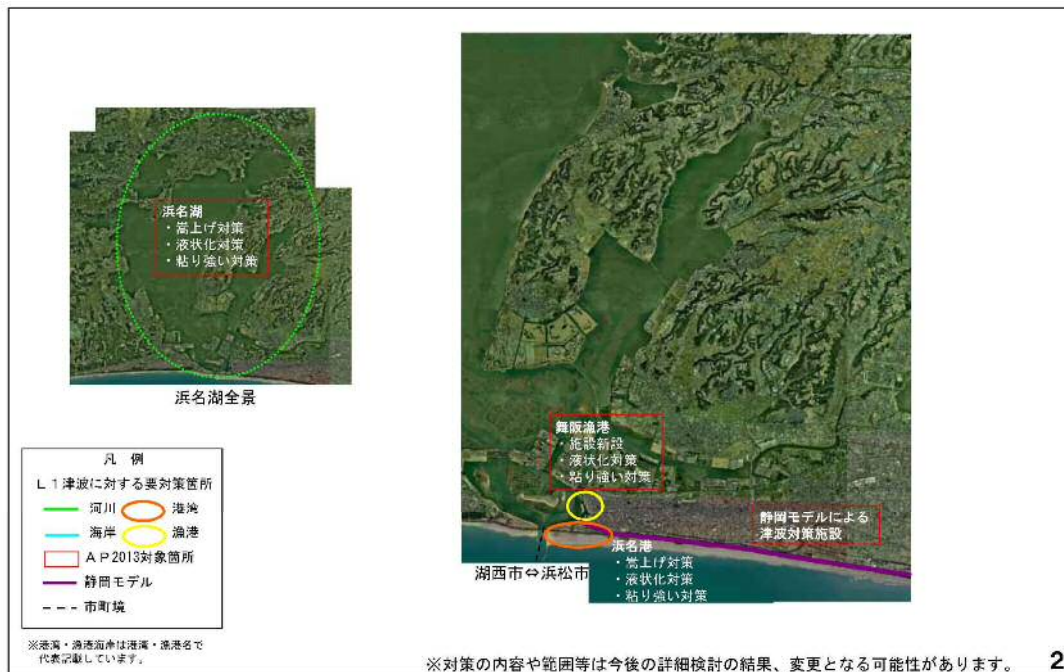 浜名湖
・嵩上げ対策
・液状化対策
・粘り強い対策
浜名湖全景
凡 例
L1津波に対する要対策箇所
河川 港湾
海岸 漁港
AP2013対象箇所
静岡モデル
市町境
※港湾・漁港海岸は港湾・漁港名で
代表記載しています。
舞阪漁港
・施設新設
・液状化対策
・粘り強い対策
静岡モデルによる
津波対策施設
湖西市⇔浜松市
浜名港
・嵩上げ対策
・液状化対策
・粘り強い対策
※対策の内容や範囲等は今後の詳細検討の結果、変更となる可能性があります。 2